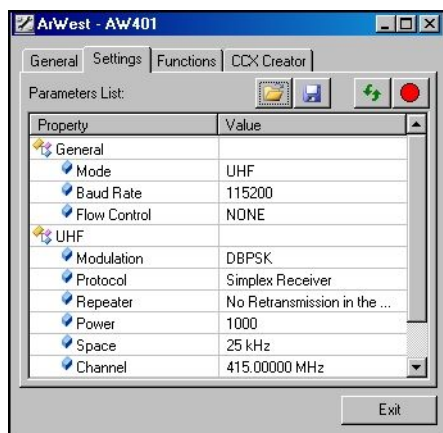 ArWest - AW401
General Settings Functions CCX Creator
Parameters List:
Property Value
General
Mode UHF
Baud Rate 115200
Flow Control NONE
UHF
Modulation DBPSK
Protocol Simplex Receiver
Repeater No Retransmission in the ...
Power 1000
Space 25 kHz
Channel 415.00000 MHz
Exit